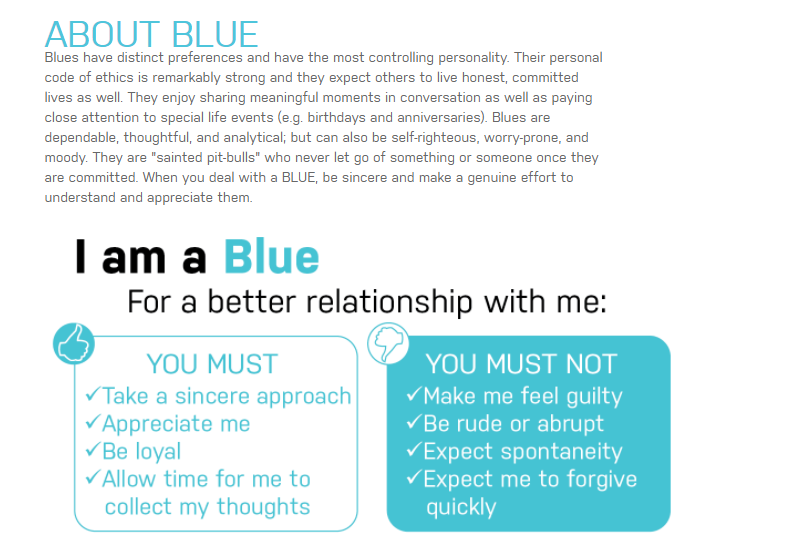 ABOUT BLUE
Blues have distinct preferences and have the most controlling personality. Their personal
code of ethics is remarkably strong and they expect others to live honest, committed
lives as well. They enjoy sharing meaningful moments in conversation as well as paying
close attention to special life events (e.g. birthdays and anniversaries). Blues are
dependable, thoughtful, and analytical; but can also be self-righteous, worry-prone, and
moody. They are "sainted pit-bulls" who never let go of something or someone once they
are committed. When you deal with a BLUE, be sincere and make a genuine effort to
understand and appreciate them.
I am a Blue
For a better relationship with me:
YOU MUST
✓Take a sincere approach
✓Appreciate me
✓Be loyal
✓Allow time for me to
collect my thoughts
YOU MUST NOT
✓Make me feel guilty
✓Be rude or abrupt
✓Expect spontaneity
✓Expect me to forgive
quickly